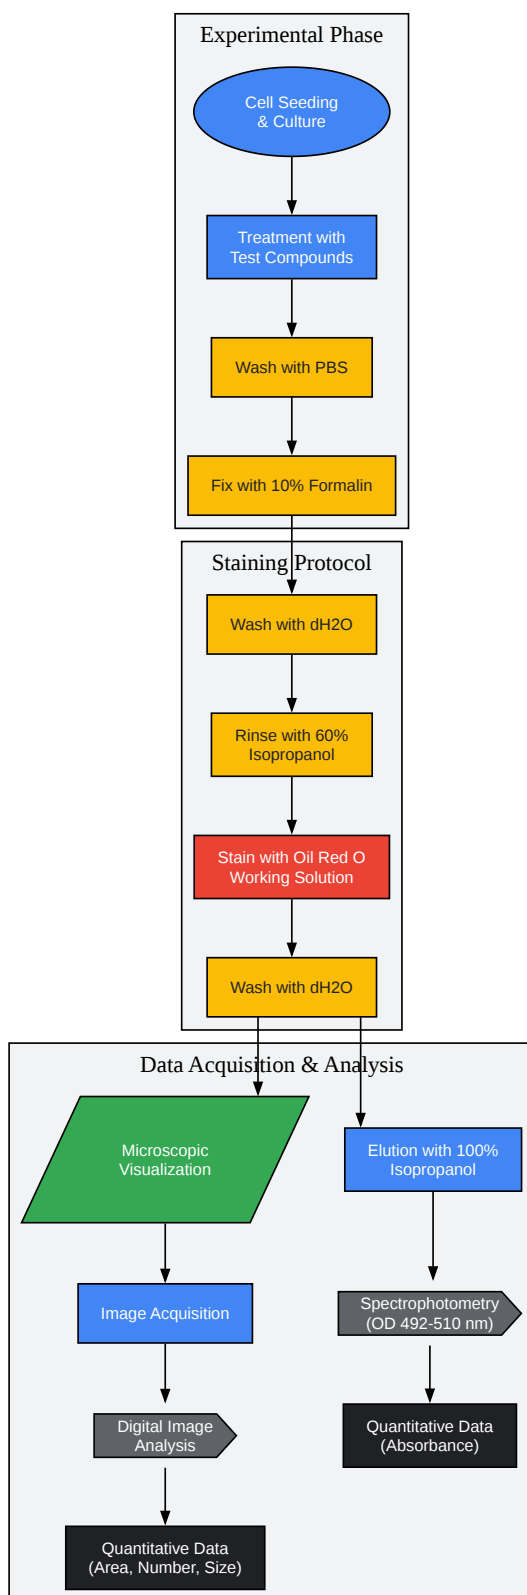 Experimental Phase
Cell Seeding
& Culture
Treatment with
Test Compounds
Wash with PBS
Fix with 10% Formalin
Staining Protocol
Wash with dH2O
Rinse with 60%
Isopropanol
Stain with Oil Red O
Working Solution
Wash with dH2O
Data Acquisition & Analysis
Microscopic
Visualization
Image Acquisition
Digital Image
Analysis
Quantitative Data
(Area, Number, Size)
Elution with 100%
Isopropanol
Spectrophotometry
(OD 492-510 nm)
Quantitative Data
(Absorbance)